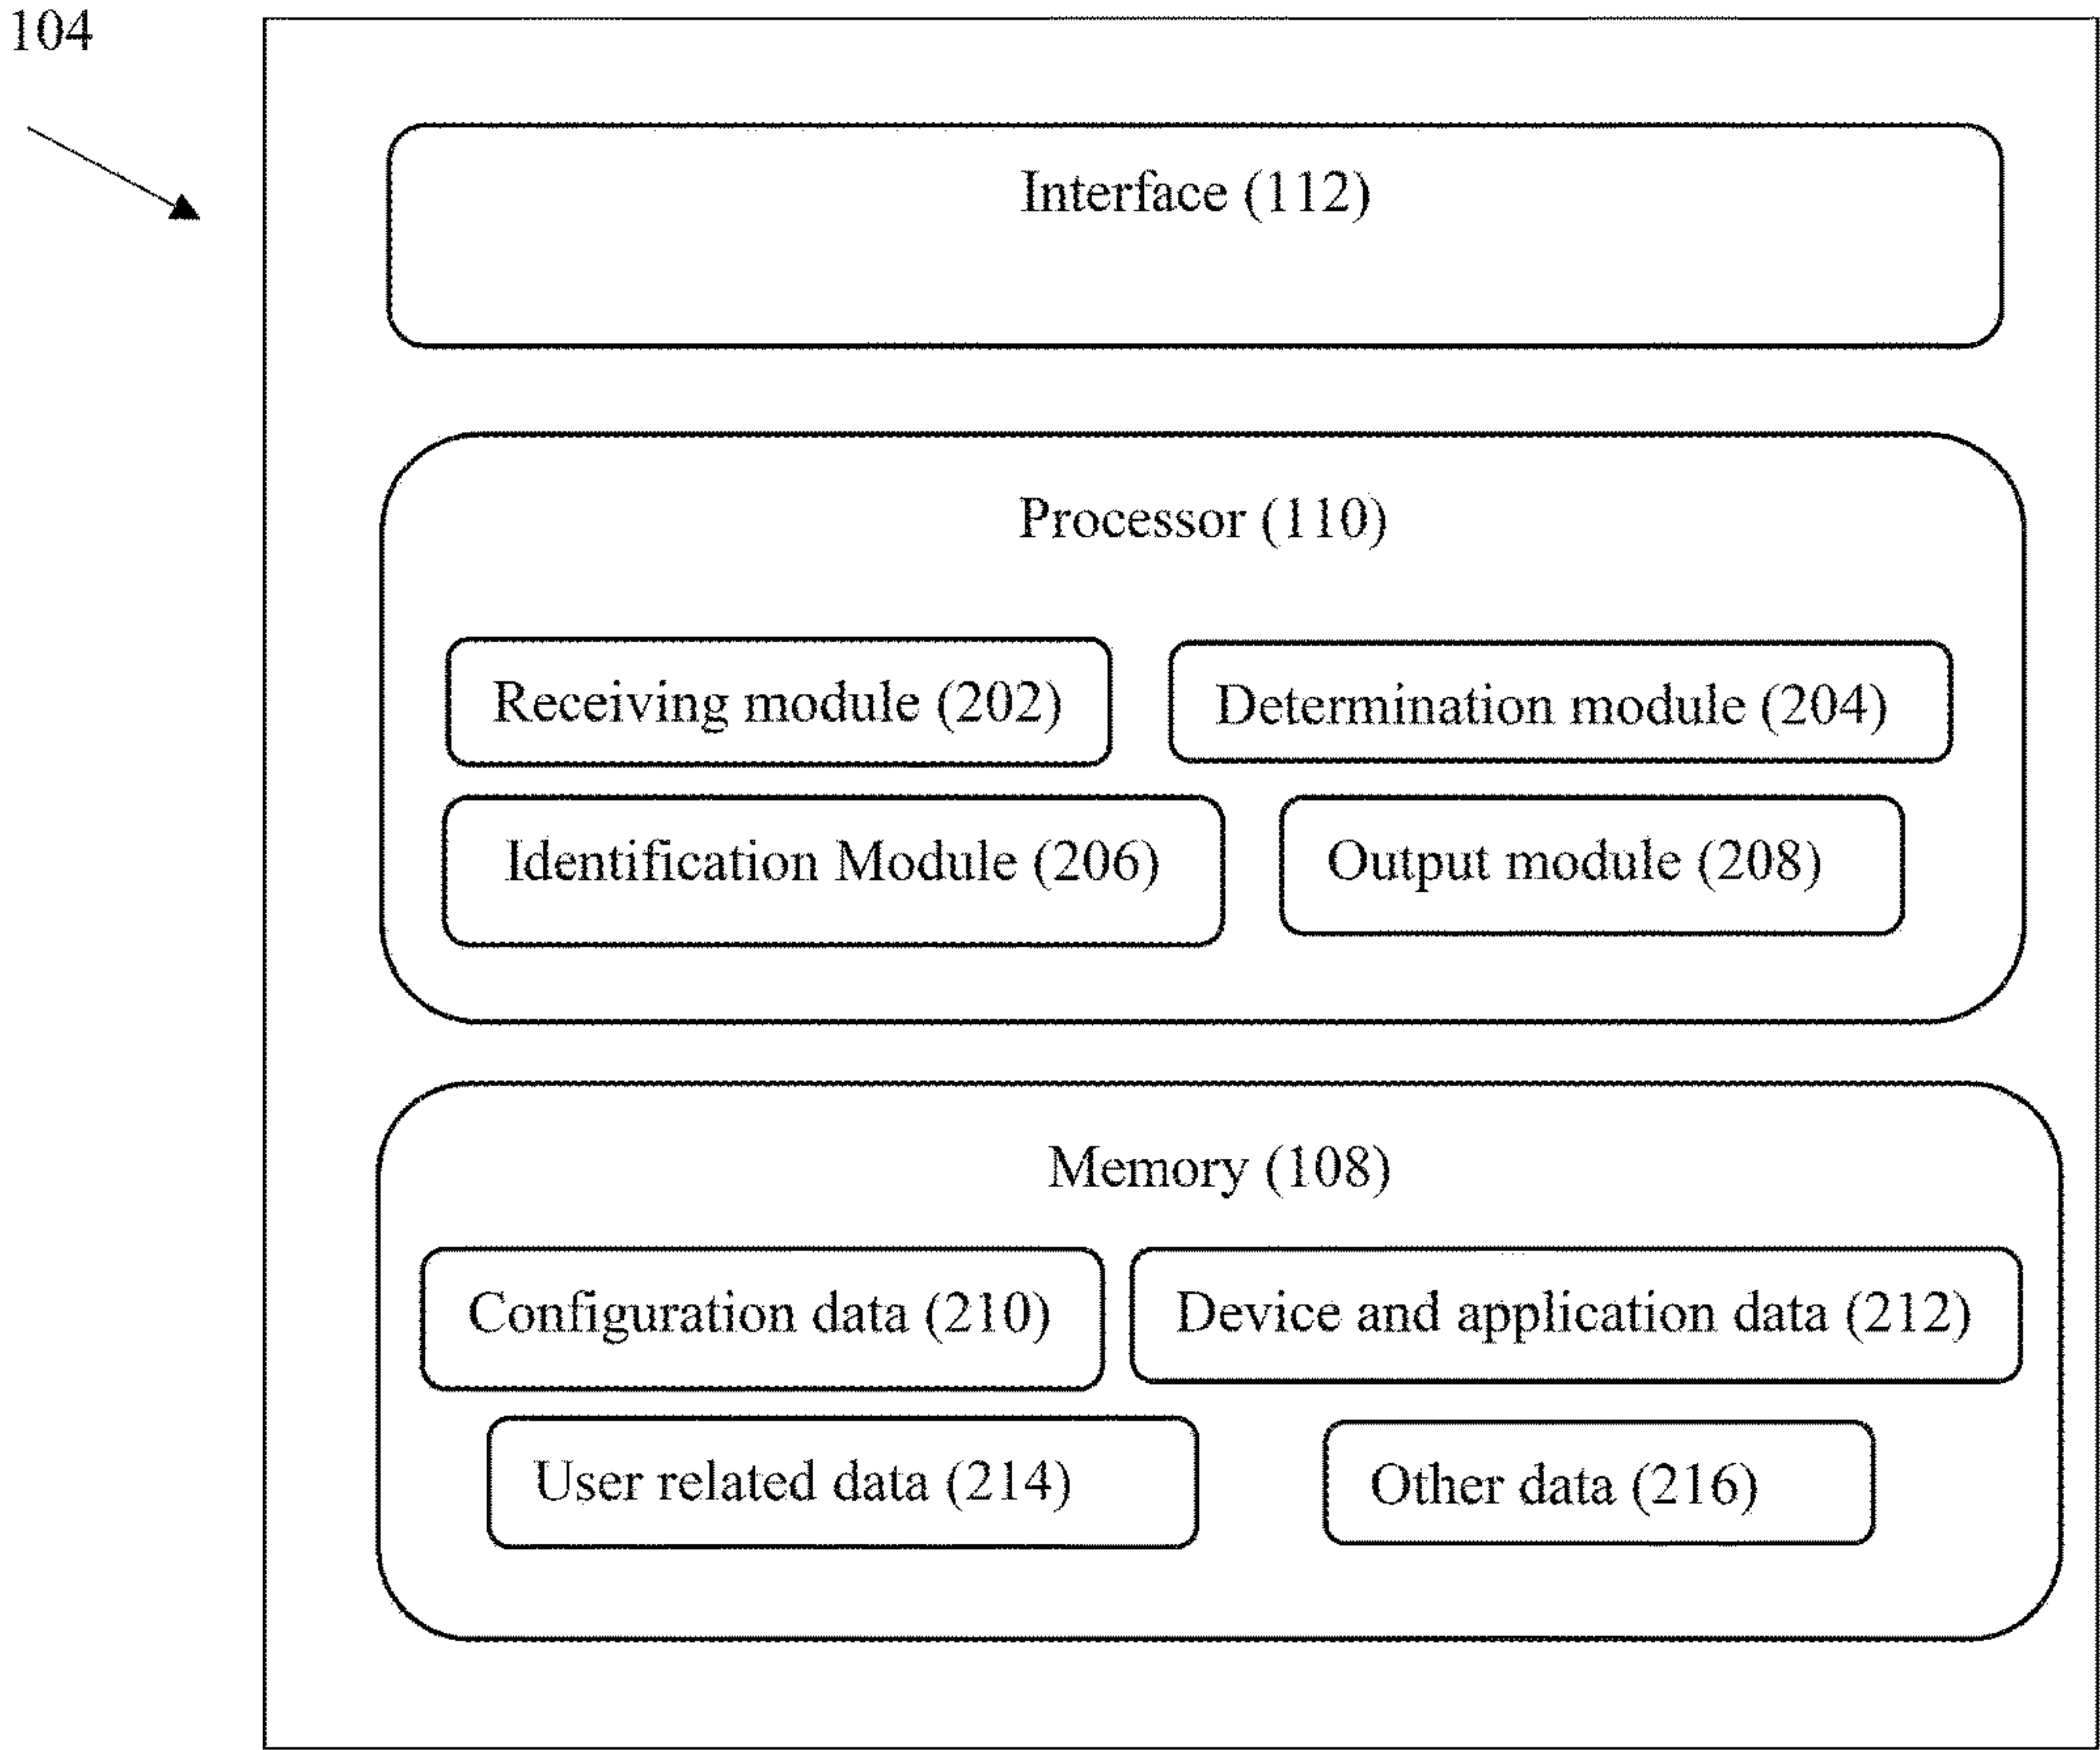 104
Interface (112)
Processor (110)
Receiving module (202)
Determination module (204)
Identification Module (206)
Output module (208)
Memory (108)
Configuration data (210)
Device and application data (212)
User related data (214)
Other data (216)